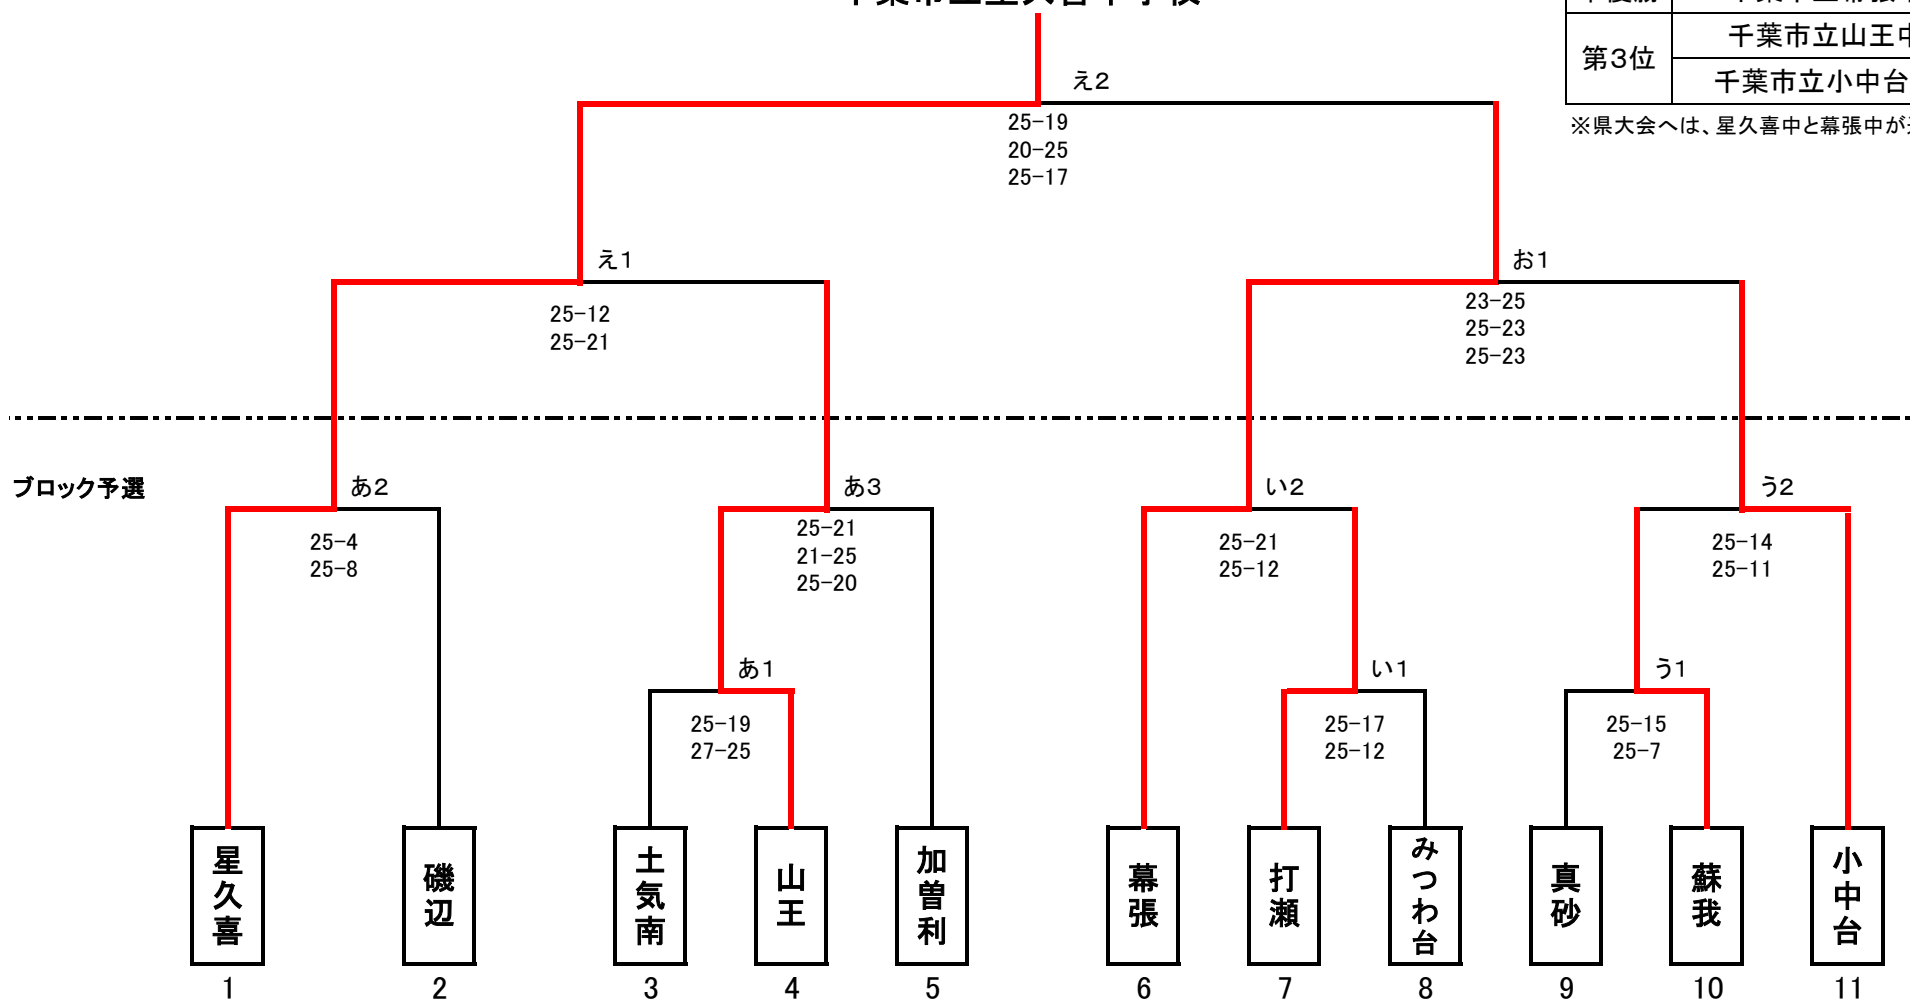 え2
25-19
20-25
25-17
第3位
千葉市立山王中
千葉市立小中台
※県大会へは、星久喜中と幕張中が
え1
25-12
25-21
お1
23-25
25-23
25-23
ブロック予選
あ2
25-4
25-8
あ3
25-21
21-25
25-20
い2
25-21
25-12
う2
25-14
25-11
あ1
25-19
27-25
い1
25-17
25-12
う1
25-15
25-7
星久喜
磯辺
土気南
山王
加曽利
幕張
打瀬
みつわ台
真砂
蘇我
小中台
1
2
3
4
5
6
7
8
9
10
11